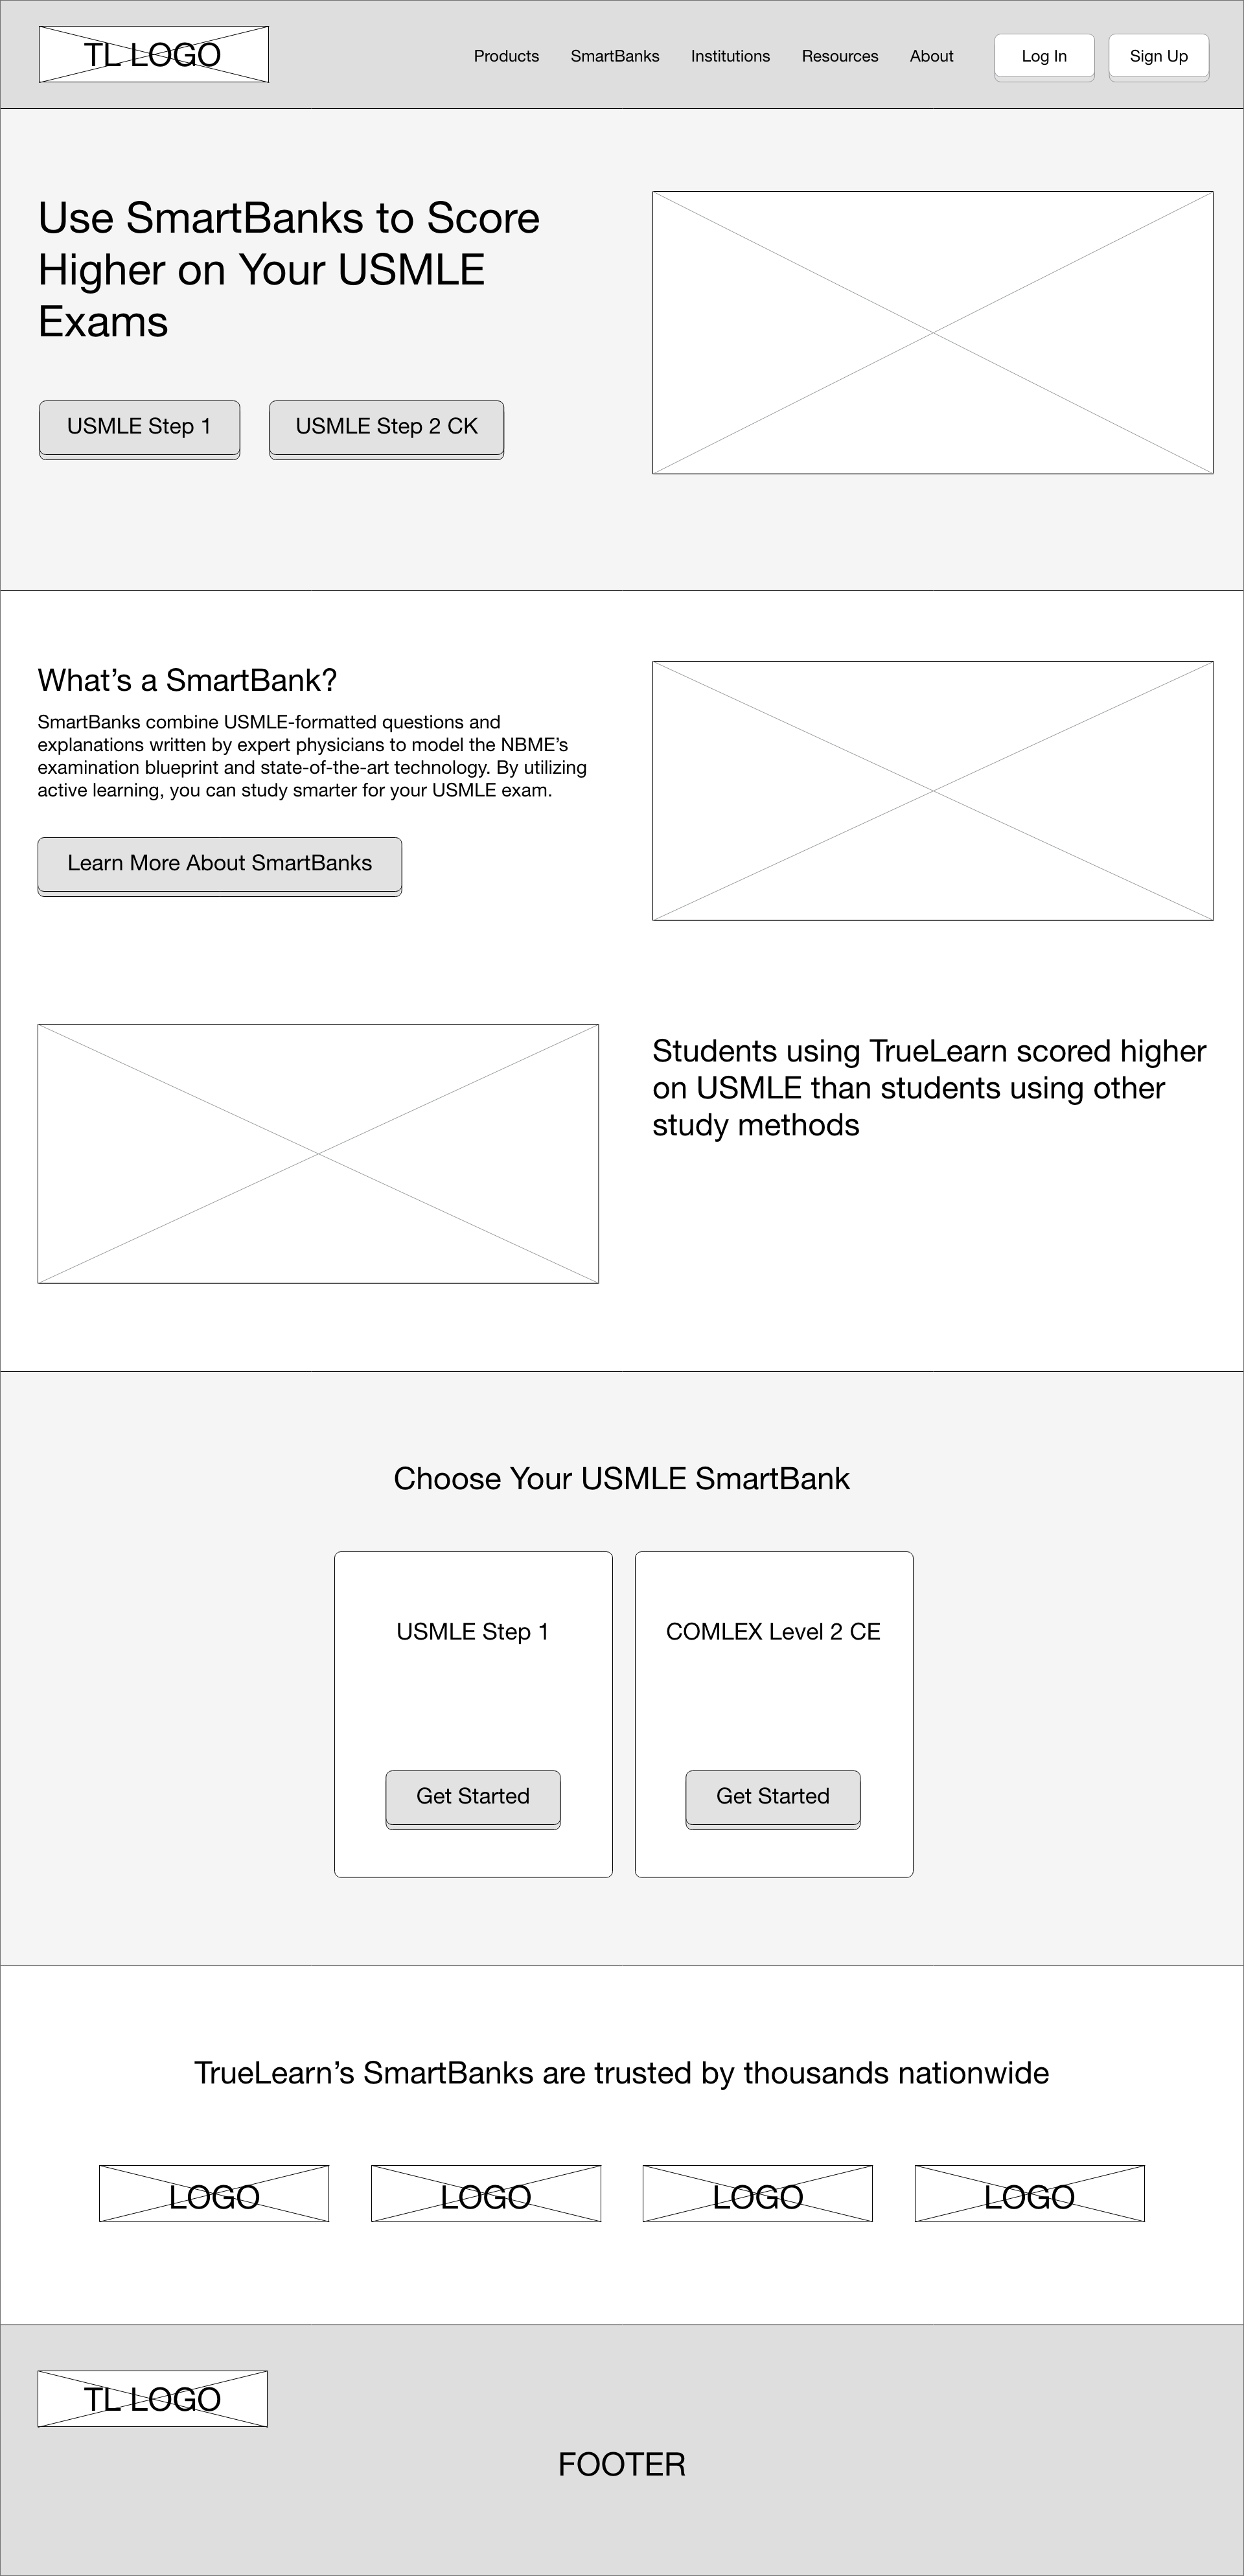 TL LOGO
Products
SmartBanks
Institutions
Resources
About
Log In
Sign Up
Use SmartBanks to Score
Higher on Your USMLE
Exams
USMLE Step 1
USMLE Step 2 CK
What’s a SmartBank?
SmartBanks combine USMLE-formatted questions and
explanations written by expert physicians to model the NBME’s
examination blueprint and state-of-the-art technology. By utilizing
active learning, you can study smarter for your USMLE exam.
Learn More About SmartBanks
Students using TrueLearn scored higher
on USMLE than students using other
study methods
Choose Your USMLE SmartBank
USMLE Step 1
Get Started
COMLEX Level 2 CE
Get Started
TrueLearn’s SmartBanks are trusted by thousands nationwide
LOGO
LOGO
LOGO
LOGO
TL LOGO
FOOTER